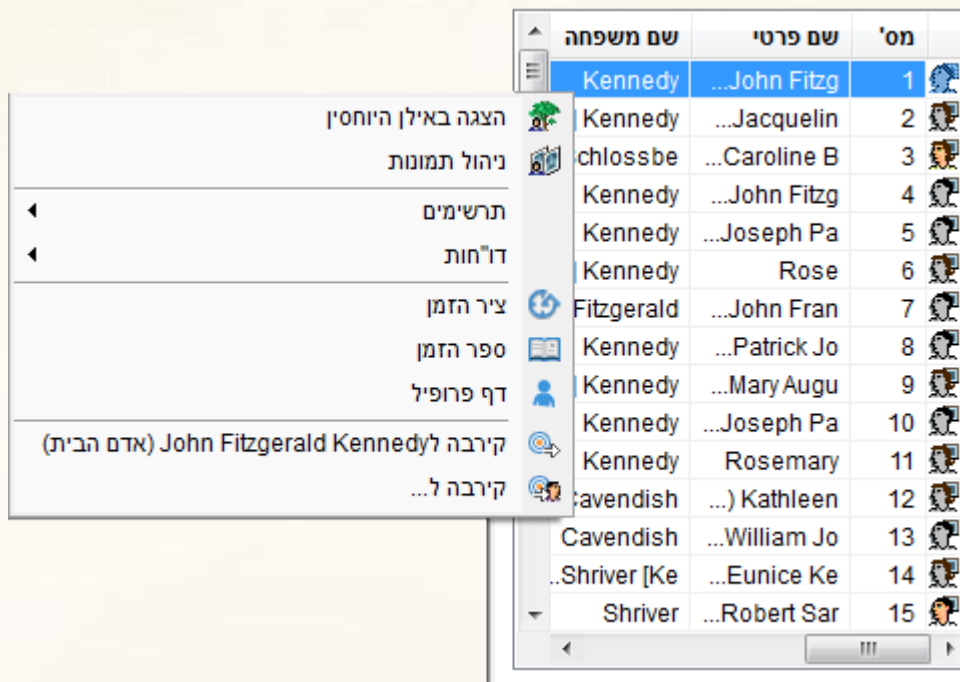 מס' שם פרטי שם משפחה
1 John Fitzg... Kennedy
2 Jacquelin... Kennedy
3 Caroline B... chlossbe
4 John Fitzg... Kennedy
5 Joseph Pa... Kennedy
6 Rose Kennedy
7 John Fran... Fitzgerald
8 Patrick Jo... Kennedy
9 Mary Augu... Kennedy
10 Joseph Pa... Kennedy
11 Rosemary Kennedy
12 Kathleen (... Cavendish
13 William Jo... Cavendish
14 Eunice Ke... Shriver [Ke...
15 Robert Sar... Shriver
הצגה באילן היוחסין
ניהול תמונות
תרשימים
דו"חות
ציר הזמן
ספר הזמן
דף פרופיל
קירבה לJohn Fitzgerald Kennedy (אדם הבית)
קירבה ל...